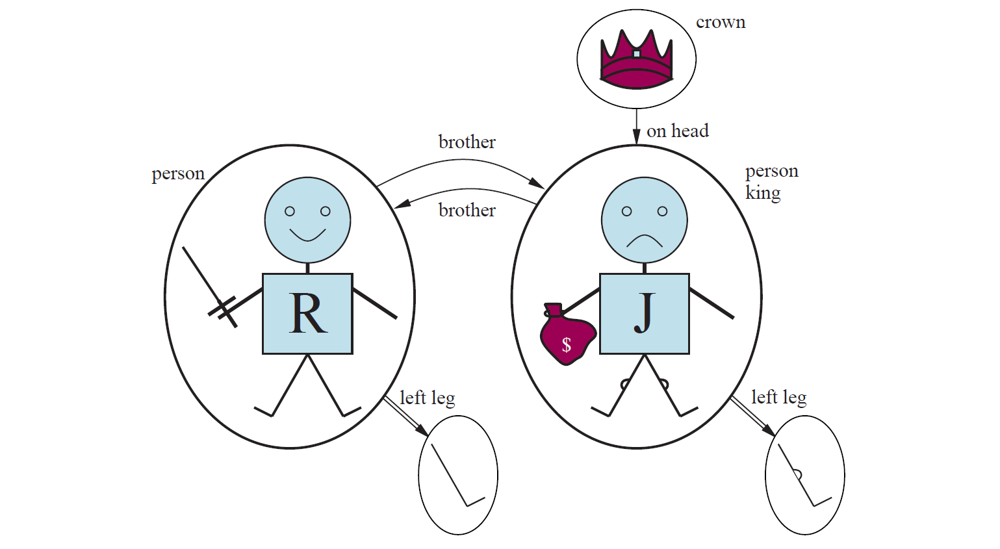 crown
on head
brother
person
person
king
brother
R
J
$
left leg
left leg